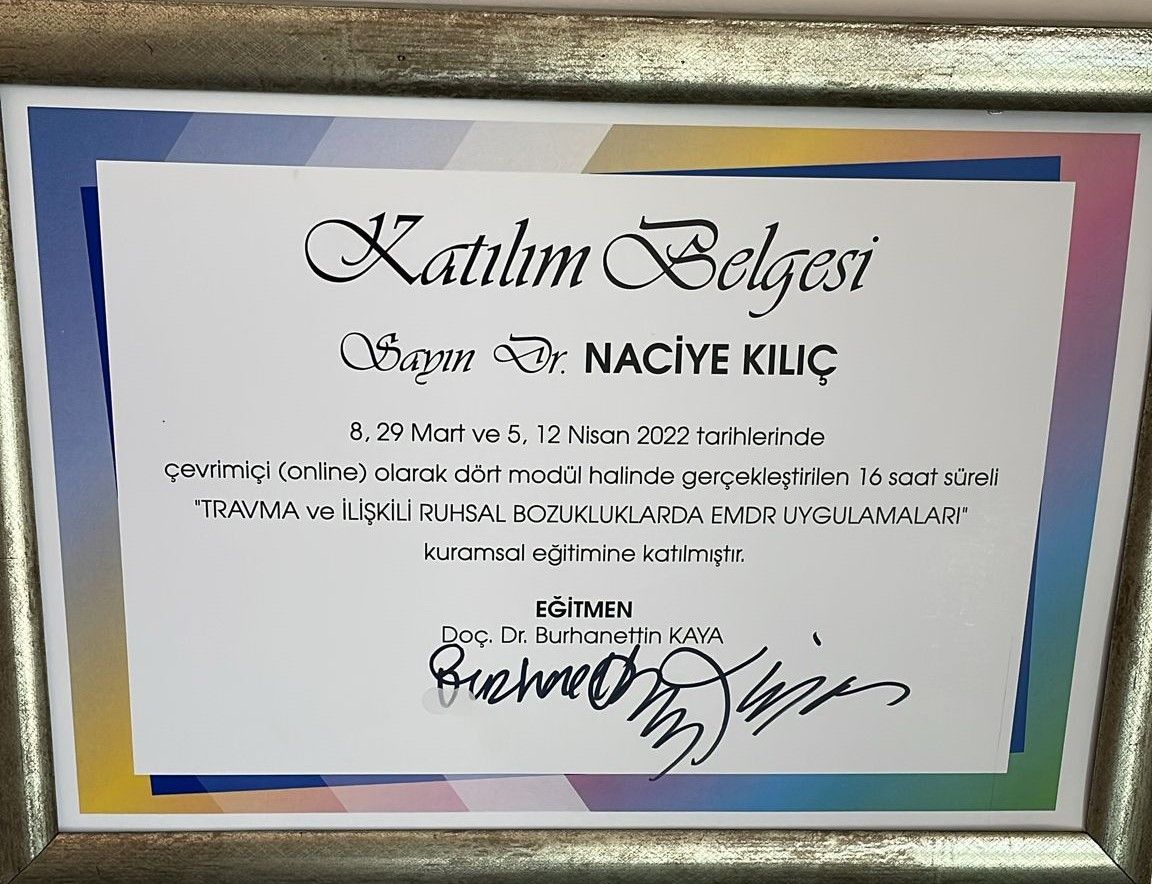 Katılım Belgesi
Sayın Dr. NACİYE KILIÇ
8, 29 Mart ve 5, 12 Nisan 2022 tarihlerinde
çevrimiçi (online) olarak dört modül halinde gerçekleştirilen 16 saat süreli
"TRAVMA ve İLİŞKİLİ RUHSAL BOZUKLUKLARDA EMDR UYGULAMALARI"
kuramsal eğitimine katılmıştır.
EĞİTMEN
Doç. Dr. Burhanettin KAYA